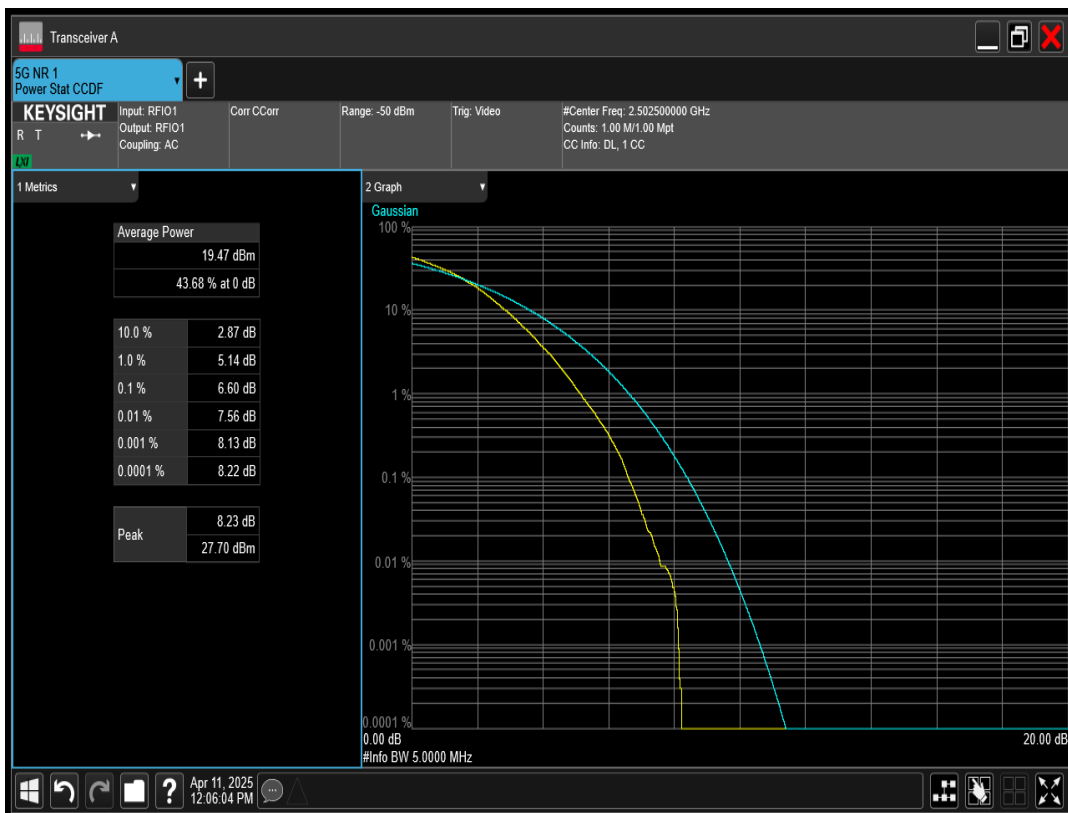 Transceiver A
5G NR 1
Power Stat CCDF
+
KEYSIGHT
R T
LXI
Input: RFIO1
Output: RFIO1
Coupling: AC
Corr CCorr
Range: -50 dBm
Trig: Video
#Center Freq: 2.502500000 GHz
Counts: 1.00 M/1.00 Mpt
CC Info: DL, 1 CC
1 Metrics
Average Power
19.47 dBm
43.68 % at 0 dB
10.0 % 2.87 dB
1.0 % 5.14 dB
0.1 % 6.60 dB
0.01 % 7.56 dB
0.001 % 8.13 dB
0.0001 % 8.22 dB
Peak
8.23 dB
27.70 dBm
2 Graph
Gaussian
100 %
10 %
1 %
0.1 %
0.01 %
0.001 %
0.0001 %
0.00 dB
20.00 dB
#Info BW 5.0000 MHz
?
Apr 11, 2025
12:06:04 PM